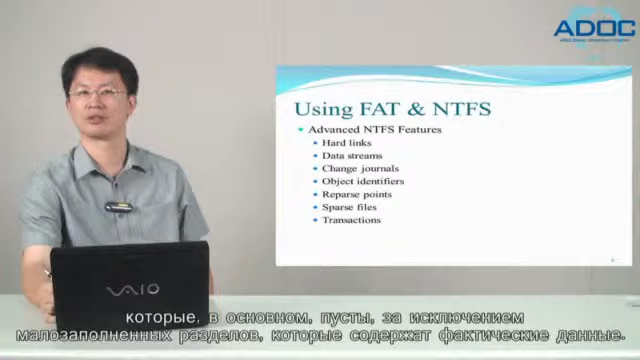 ADOC
Using FAT & NTFS
Advanced NTFS Features
Hard links
Data streams
Change journals
Object identifiers
Reparse points
Sparse files
Transactions
VAIO
которые, в основном, пусты, за исключением
малозаполненных разделов, которые содержат фактические данные.